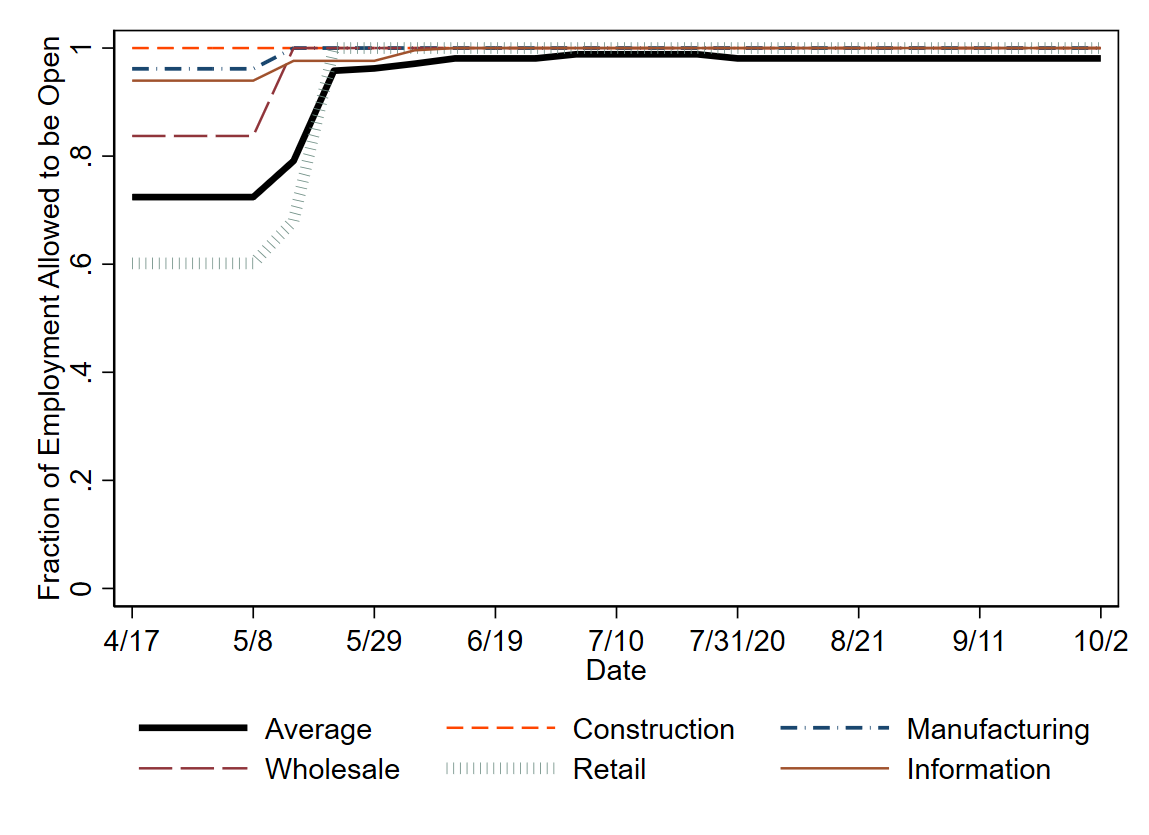 Fraction of Employment Allowed to be Open
1
.8
.6
.4
.2
0
4/17 5/8 5/29 6/19 7/10 7/31/20 8/21 9/11 10/2
Date
Average Construction Manufacturing
Wholesale Retail Information